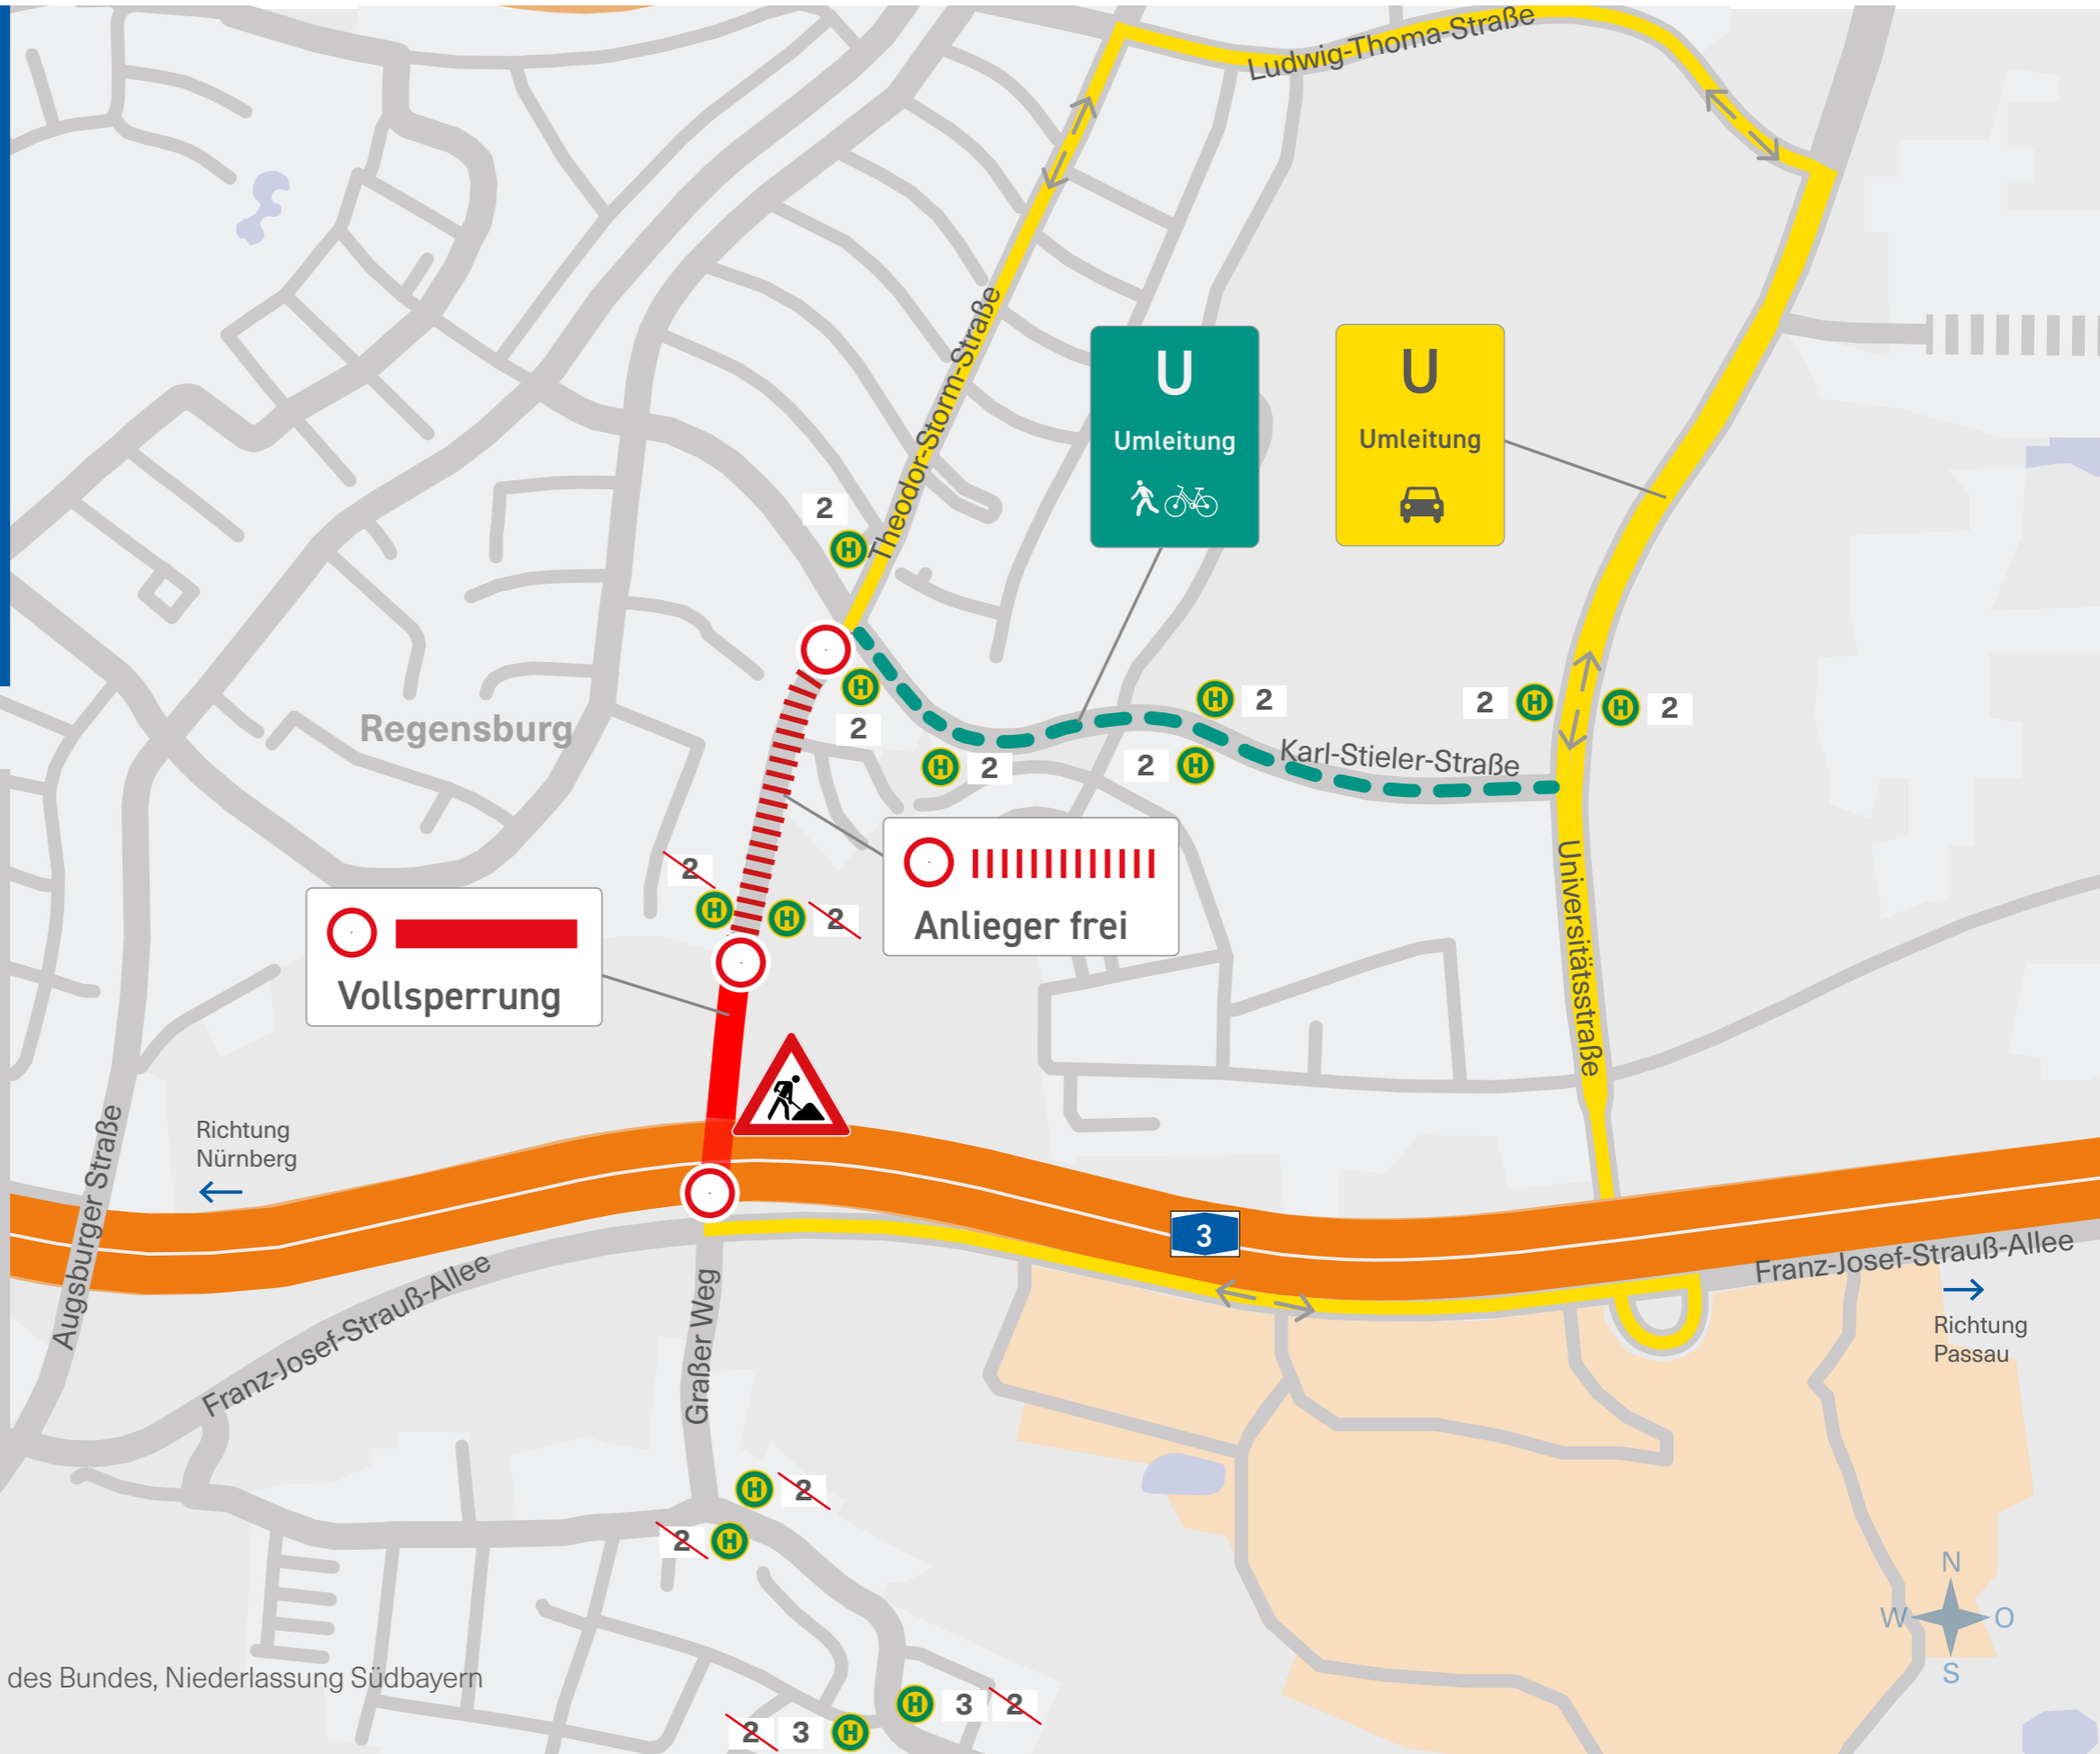 Ludwig-Thoma-Straße
Theodor-Storm-Straße
U
Umleitung
U
Umleitung
2
H
H
2
H
2
H
2
2
H
2
H
H
2
Karl-Stieler-Straße
Regensburg
Universitätsstraße
2
H
H
2
Anlieger frei
Vollsperrung
Richtung
Nürnberg
Augsburger Straße
3
Franz-Josef-Strauß-Allee
Franz-Josef-Strauß-Allee
Richtung
Passau
Graßer Weg
H
2
2
H
N
W
O
S
des Bundes, Niederlassung Südbayern
H
3
2
2
3
H